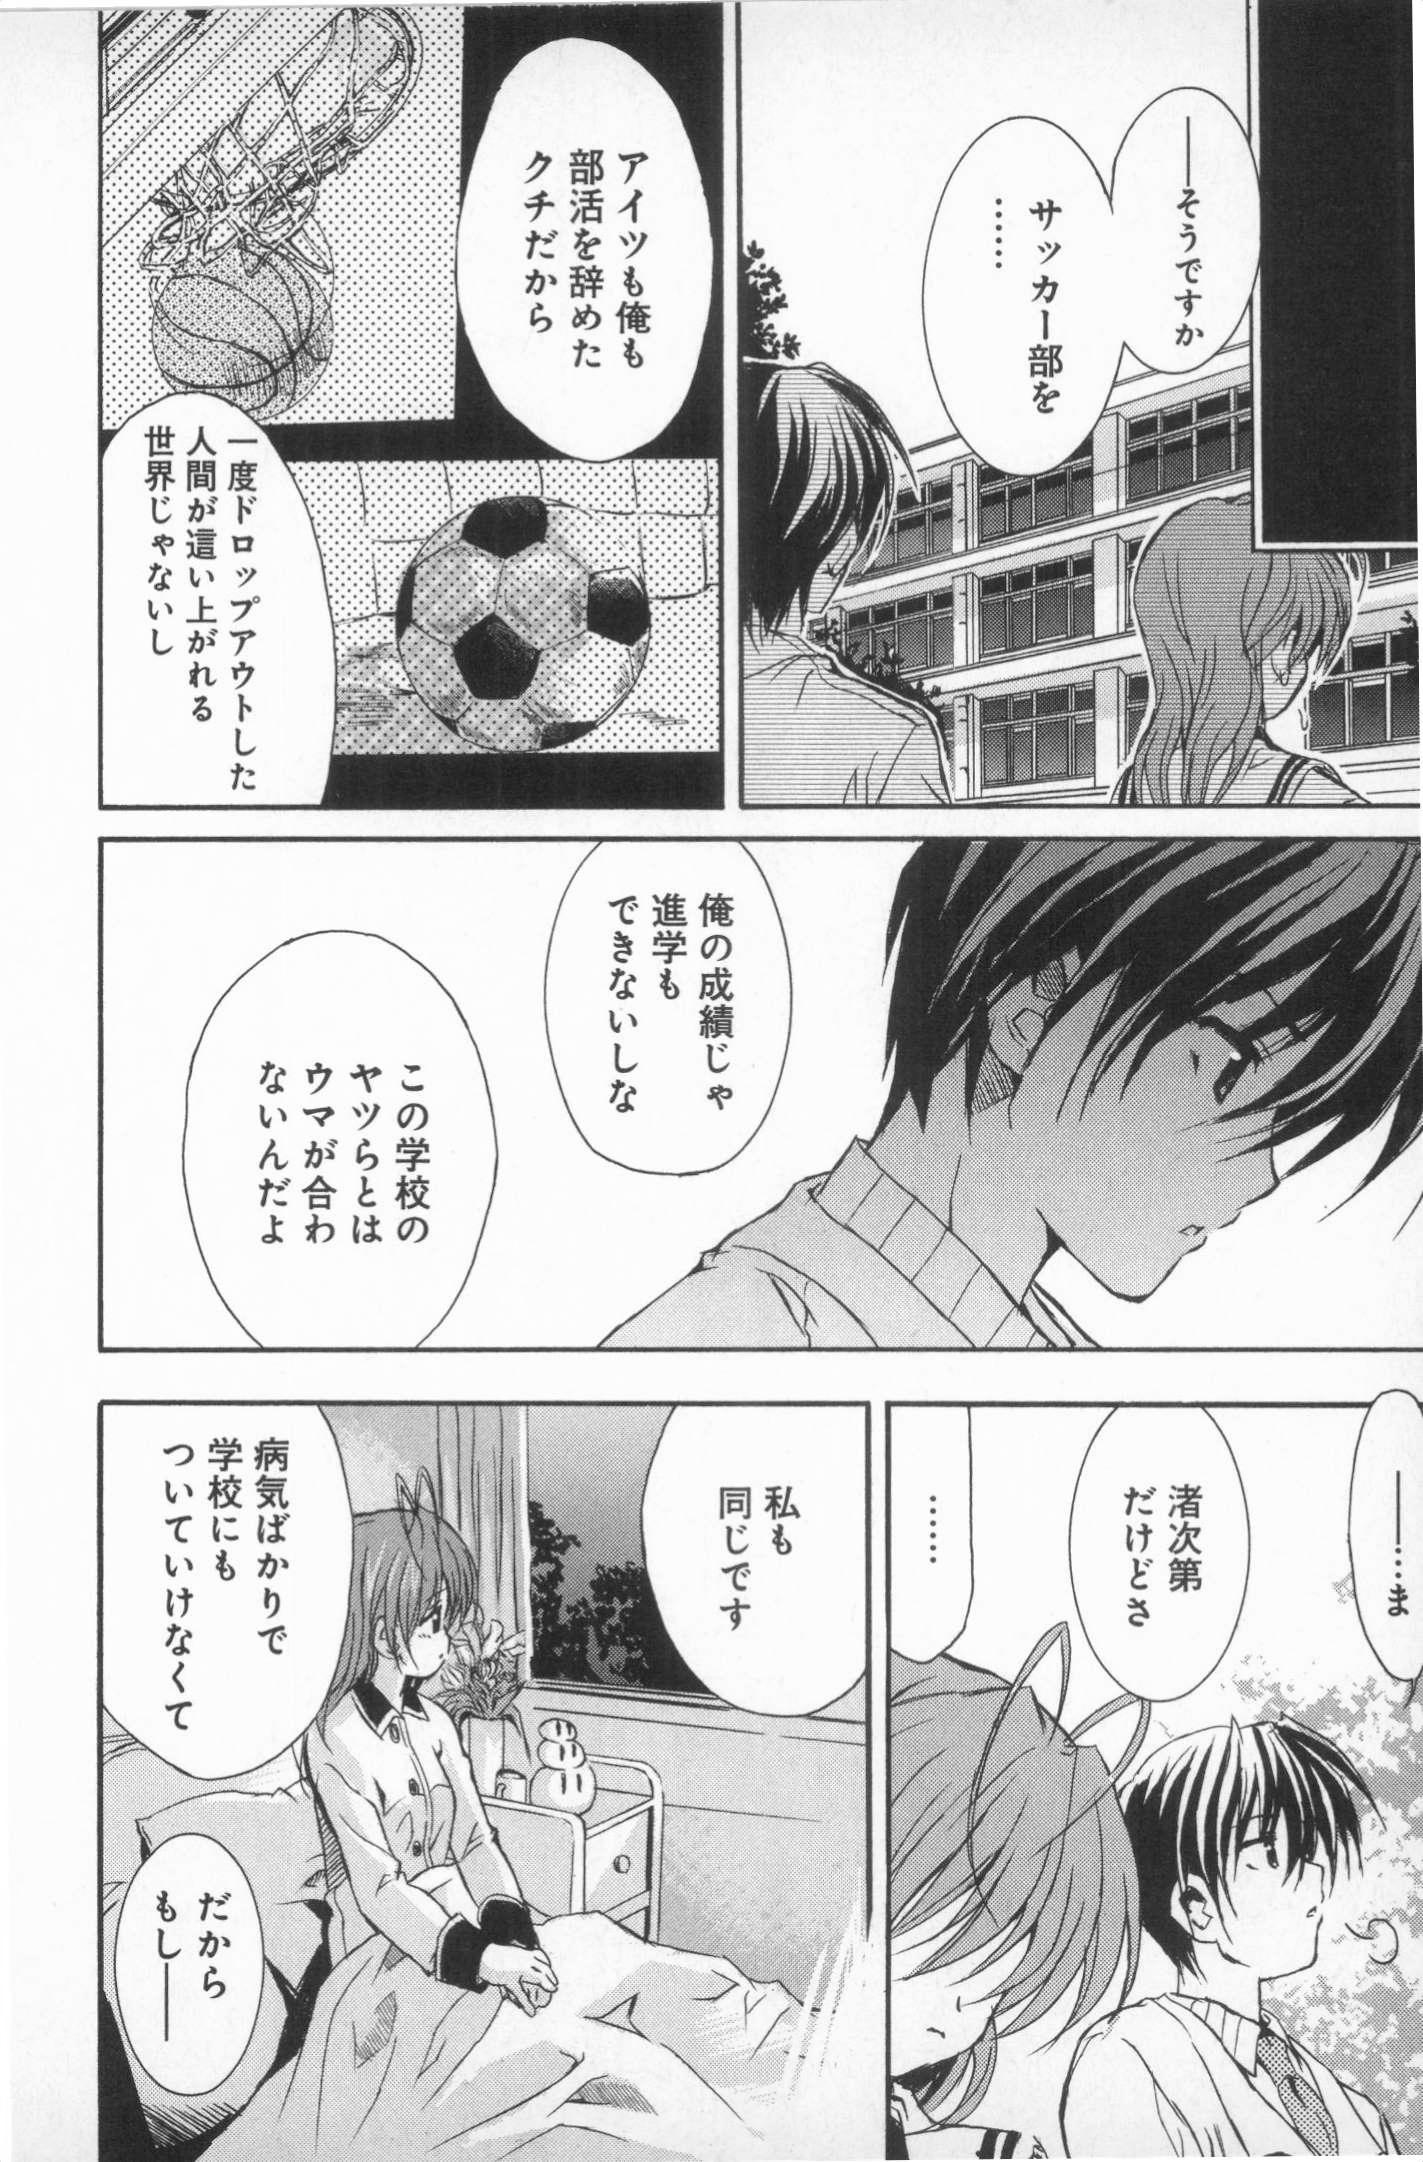 ――そうですか
サッカー部を
……
アイツも俺も
部活を辞めた
クチだから
一度ドロップアウトした
人間が這い上がれる
世界じゃないし
俺の成績じゃ
進学も
できないしな
この学校の
ヤツらとは
ウマが合わ
ないんだよ
――…ま
渚次第
だけどさ
……
私も
同じです
病気ばかりで
学校にも
ついていけなくて
だから
もし――